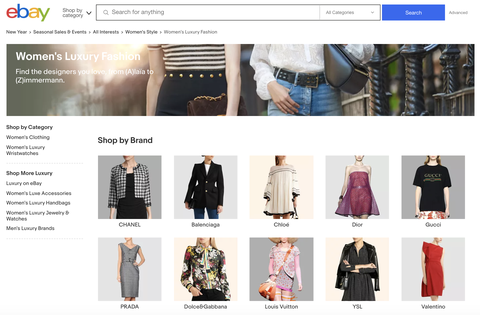 ebay
Shop by
category
Search for anything
All Categories
Search
Advanced
New Year > Seasonal Sales & Events > All Interests > Women's Style > Women's Luxury Fashion
Women's Luxury Fashion
Find the designers you love from (A)laïa to
(Z)immermann.
Shop by Category
Women's Clothing
Women's Luxury
Wristwatches
Shop More Luxury
Luxury on eBay
Women's Luxe Accessories
Women's Luxury Handbags
Women's Luxury Jewelry &
Watches
Men's Luxury Brands
Shop by Brand
CHANEL
Balenciaga
Chloé
Dior
GUCCI
Gucci
PRADA
Dolce&Gabbana
Louis Vuitton
YSL
Valentino